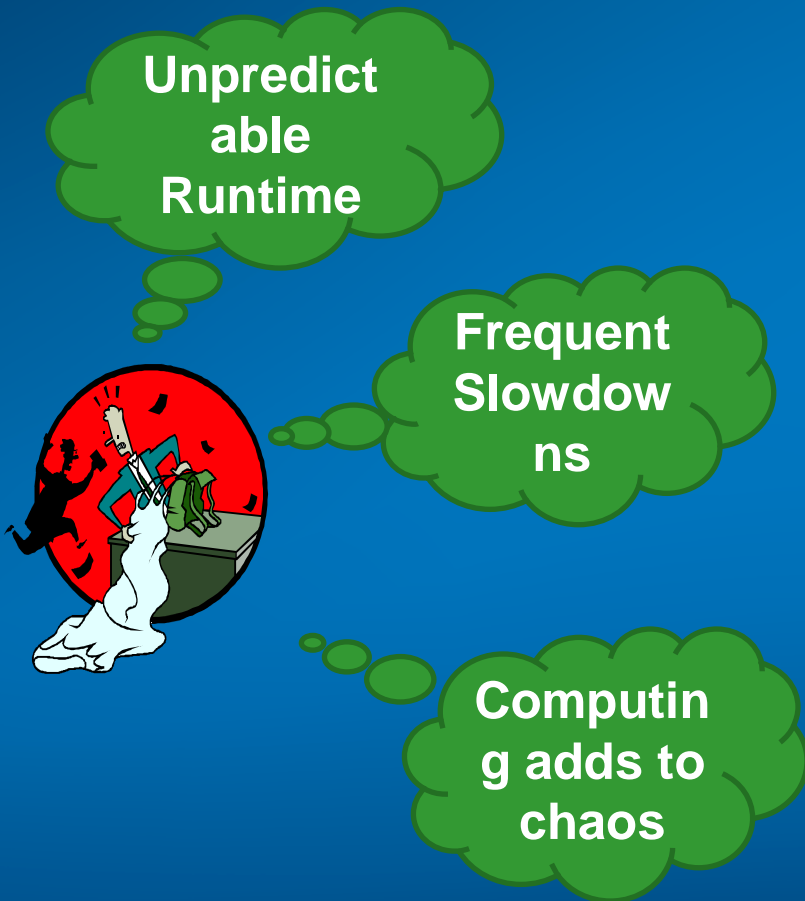 Unpredict
able
Runtime
Frequent
Slowdow
ns
Computin
g adds to
chaos